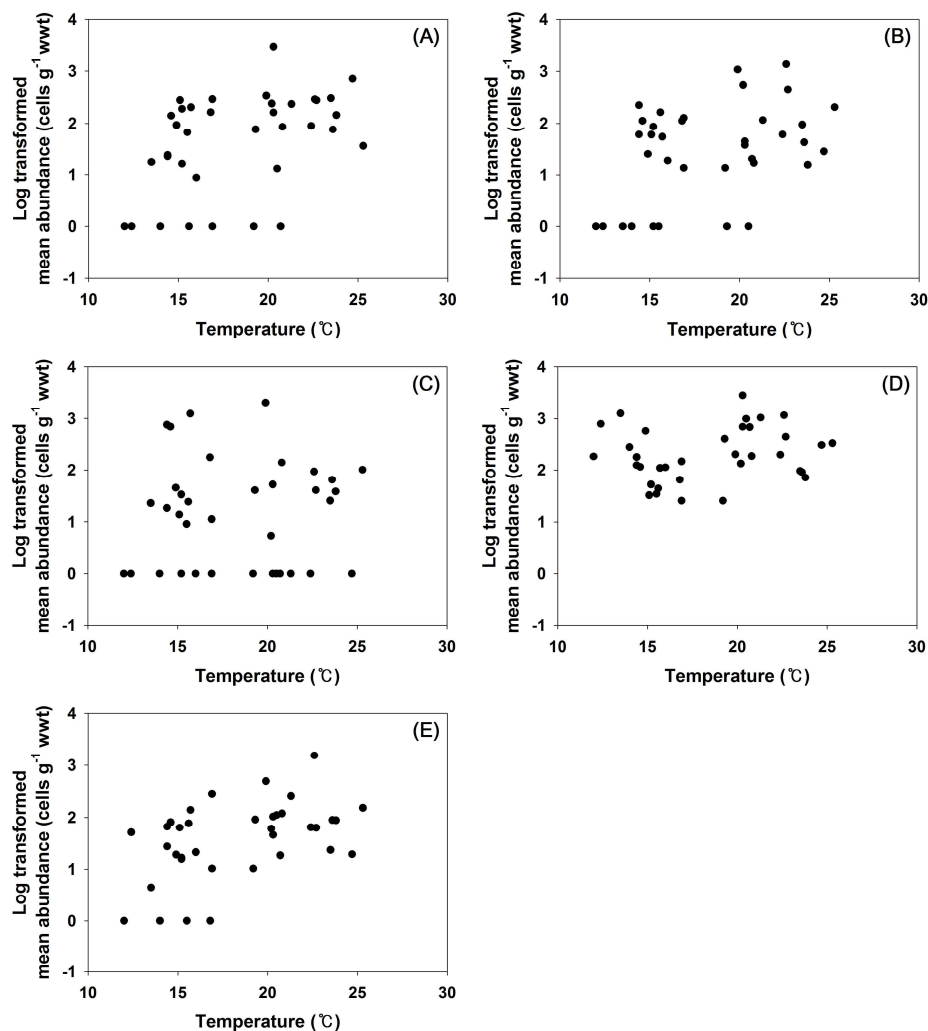 (A)
Log transformed
mean abundance (cells g⁻¹ wwt)
4
3
2
1
0
-1
10
15
20
25
30
Temperature (℃)
(B)
Log transformed
mean abundance (cells g⁻¹ wwt)
4
3
2
1
0
-1
10
15
20
25
30
Temperature (℃)
(C)
Log transformed
mean abundance (cells g⁻¹ wwt)
4
3
2
1
0
-1
10
15
20
25
30
Temperature (℃)
(D)
Log transformed
mean abundance (cells g⁻¹ wwt)
4
3
2
1
0
-1
10
15
20
25
30
Temperature (℃)
(E)
Log transformed
mean abundance (cells g⁻¹ wwt)
4
3
2
1
0
-1
10
15
20
25
30
Temperature (℃)